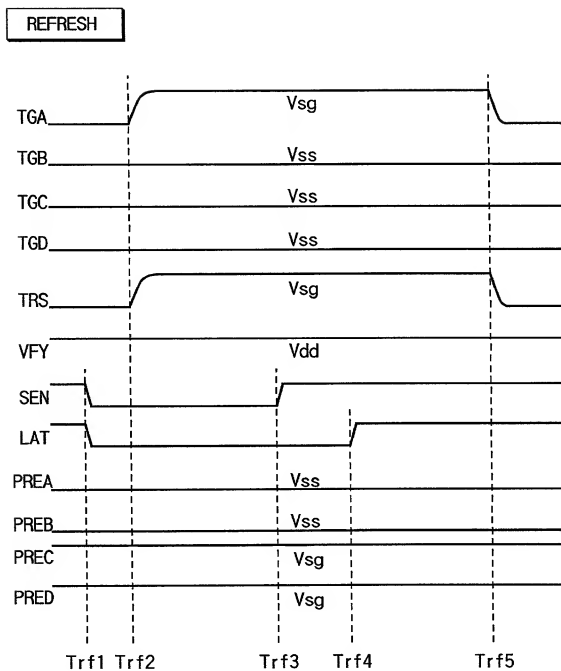 REFRESH
TGA Vsg
TGB Vss
TGC Vss
TGD Vss
TRS Vsg
VFY Vdd
SEN
LAT
PREA Vss
PREB Vss
PREC Vsg
PRED Vsg
Trf1 Trf2 Trf3 Trf4 Trf5